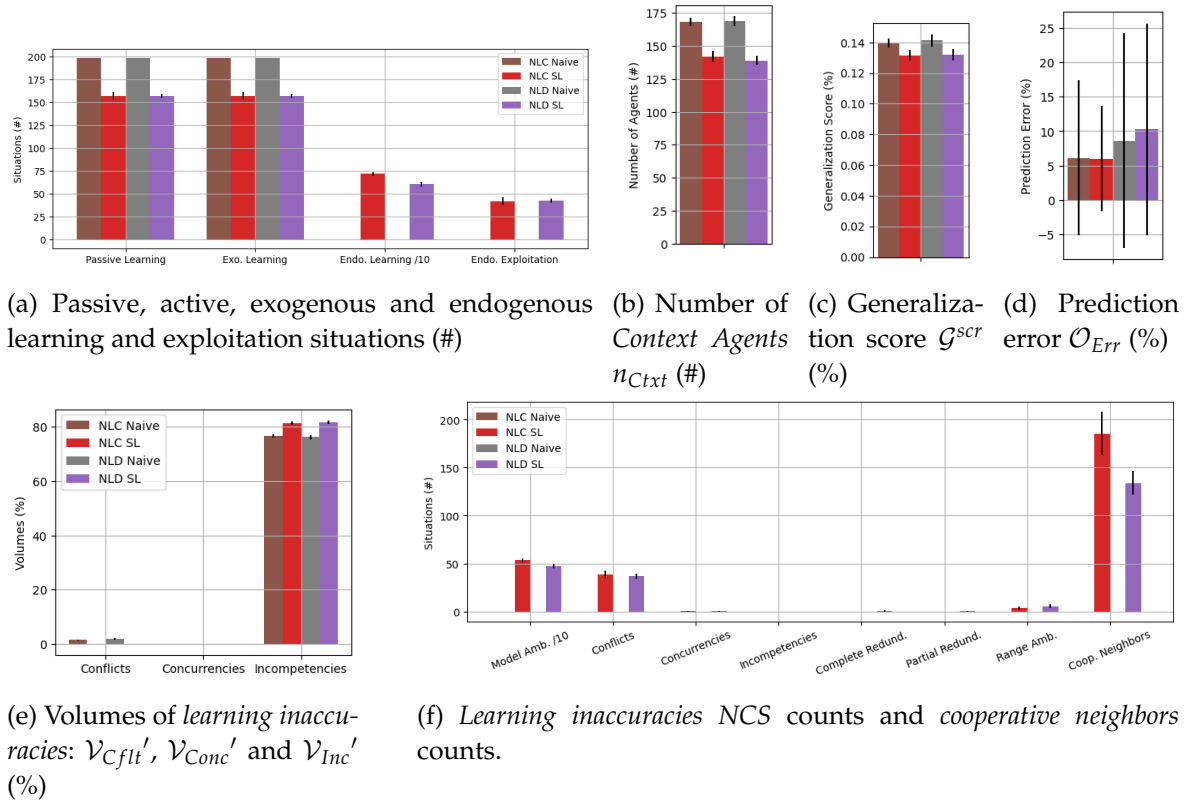 200
175
150
125
100
75
50
25
0
Situations (#)
NLC Naive
NLC SL
NLD Naive
NLD SL
Passive Learning
Exo. Learning
Endo. Learning /10
Endo. Exploitation
(a) Passive, active, exogenous and endogenous
learning and exploitation situations (#)
175
150
125
100
75
50
25
0
Number of Agents (#)
(b) Number of
Context Agents
n_Ctxt (#)
0.14
0.12
0.10
0.08
0.06
0.04
0.02
0.00
Generalization Score (%)
(c) Generaliza-
tion score 𝒢^scr
(%)
25
20
15
10
5
0
−5
Prediction Error (%)
(d) Prediction
error 𝒪_Err (%)
80
60
40
20
0
Volumes (%)
NLC Naive
NLC SL
NLD Naive
NLD SL
Conflicts
Concurrencies
Incompetencies
(e) Volumes of learning inaccu-
racies: 𝒱_Cflt′, 𝒱_Conc′ and 𝒱_Inc′
(%)
200
150
100
50
0
Situations (#)
NLC Naive
NLC SL
NLD Naive
NLD SL
Model Amb. /10
Conflicts
Concurrencies
Incompetencies
Complete Redund.
Partial Redund.
Range Amb.
Coop. Neighbors
(f) Learning inaccuracies NCS counts and cooperative neighbors
counts.